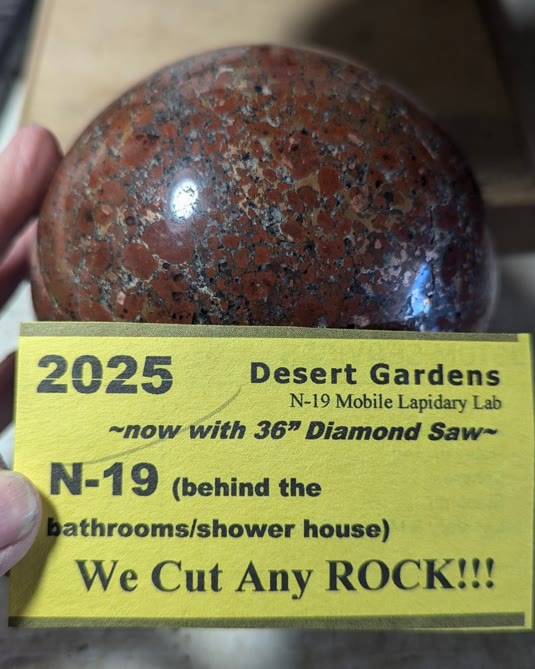 2025 Desert Gardens
N-19 Mobile Lapidary Lab
~now with 36” Diamond Saw~
N-19 (behind the
bathrooms/shower house)
We Cut Any ROCK!!!